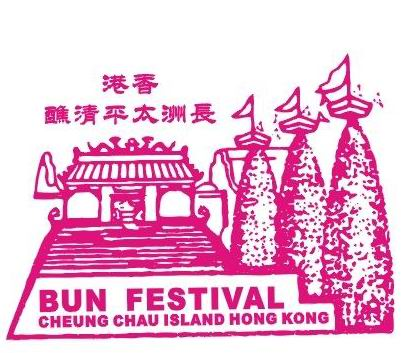 香港
長洲太平清醮
BUN FESTIVAL
CHEUNG CHAU ISLAND HONG KONG